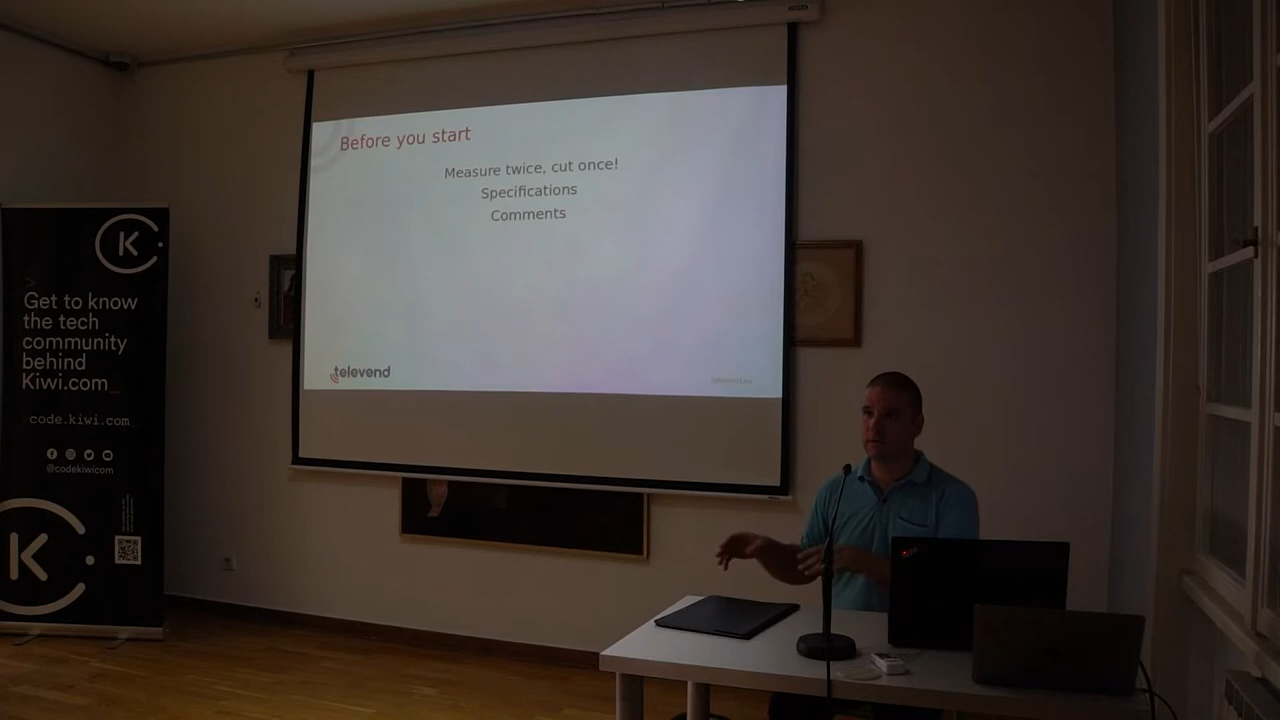 Before you start
Measure twice, cut once!
Specifications
Comments
televend
K
>
Get to know
the tech
community
behind
Kiwi.com_
code.kiwi.com
@codekiwicom
K